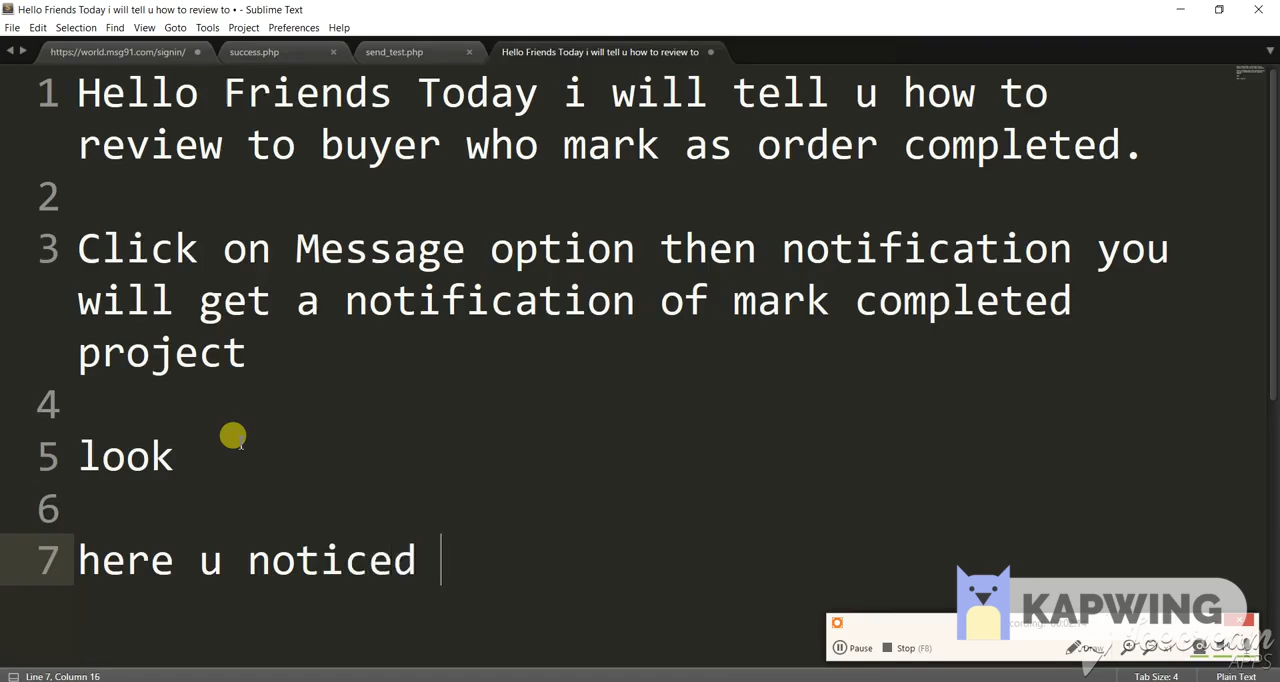 Hello Friends Today i will tell u how to review to • - Sublime Text
File Edit Selection Find View Goto Tools Project Preferences Help
https://world.msg91.com/signin/ success.php send_test.php Hello Friends Today i will tell u how to review to
1 Hello Friends Today i will tell u how to
review to buyer who mark as order completed.
2
3 Click on Message option then notification you
will get a notification of mark completed
project
4
5 look
6
7 here u noticed
KAPWING
Pause Stop (F8) Draw
APPS
Line 7, Column 16 Tab Size: 4 Plain Text